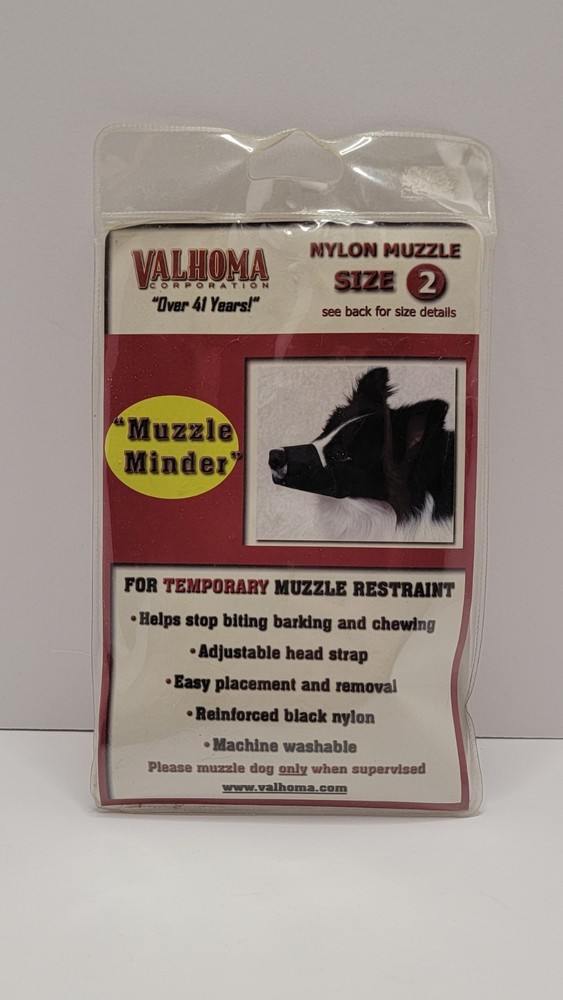 VALHOMA
CORPORATION
"Over 41 Years!"
NYLON MUZZLE
SIZE 2
see back for size details
"Muzzle
Minder"
FOR TEMPORARY MUZZLE RESTRAINT
•Helps stop biting barking and chewing
•Adjustable head strap
•Easy placement and removal
•Reinforced black nylon
•Machine washable
Please muzzle dog only when supervised
www.valhoma.com